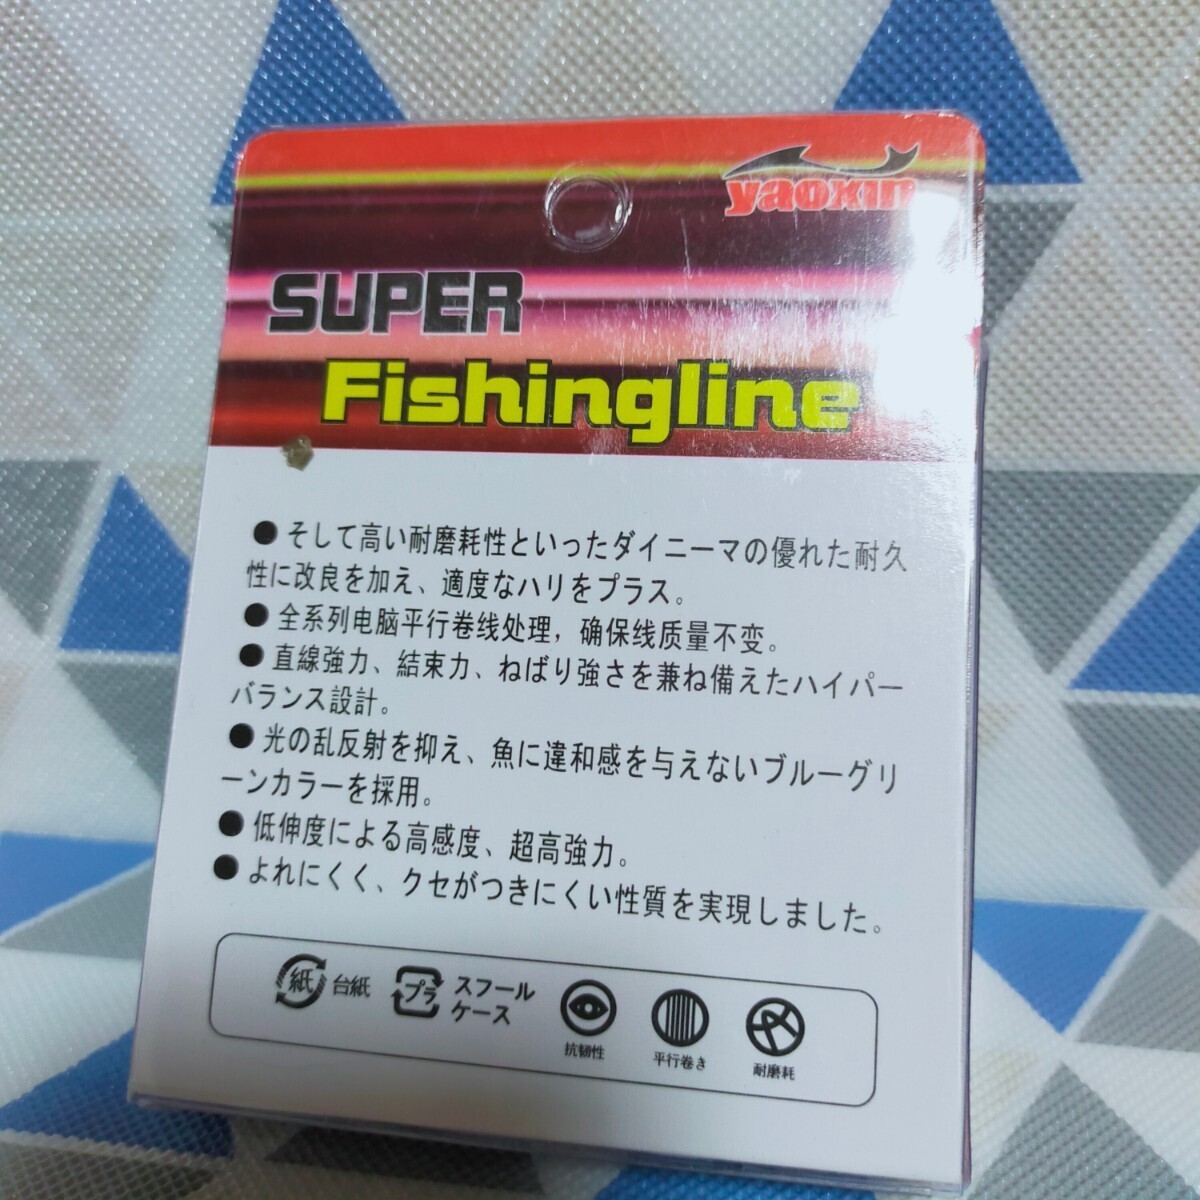 yaoxin
SUPER
Fishingline
●そして高い耐磨耗性といったダイニーマの優れた耐久
性に改良を加え、適度なハリをプラス。
●全系列电脑平行卷线处理，确保线质量不变。
●直線強力、結束力、ねばり強さを兼ね備えたハイパー
バランス設計。
●光の乱反射を抑え、魚に違和感を与えないブルーグリ
ーンカラーを採用。
●低伸度による高感度、超高強力。
●よれにくく、クセがつきにくい性質を実現しました。
紙 台紙
プラ スプール
ケース
抗韧性
平行巻き
耐磨耗